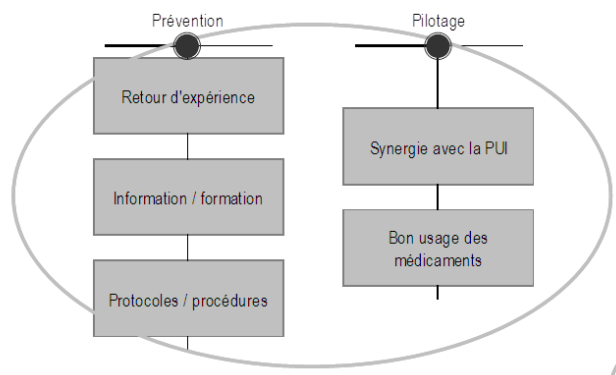 Prévention
Pilotage
Retour d'expérience
Information / formation
Protocoles / procédures
Synergie avec la PUI
Bon usage des
médicaments